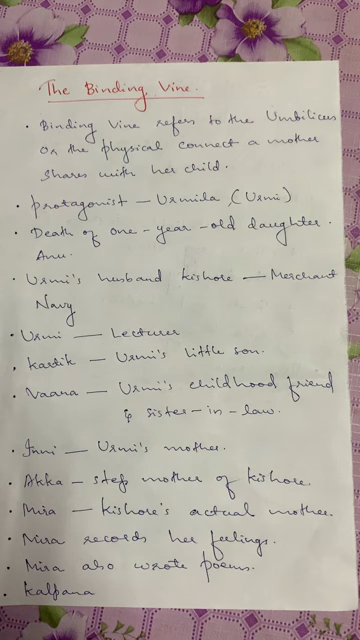 The Binding Vine.
• Binding Vine refers to the Umbilicus
Or the physical connect a mother
shares with her child.
• protagonist — Urmila (Urmi)
• Death of one-year-old daughter.
Anu.
• Urmi's husband kishore — Merchant
Navy
• Urmi — Lecturer
• kartik — Urmi's little son.
• Vaana — Urmi's childhood friend
& sister-in-law.
• Inni — Urmi's mother.
• Akka — step mother of kishore.
• Mira — kishore's actual mother.
• Mira records her feelings.
• Mira also wrote poems.
• kalpana